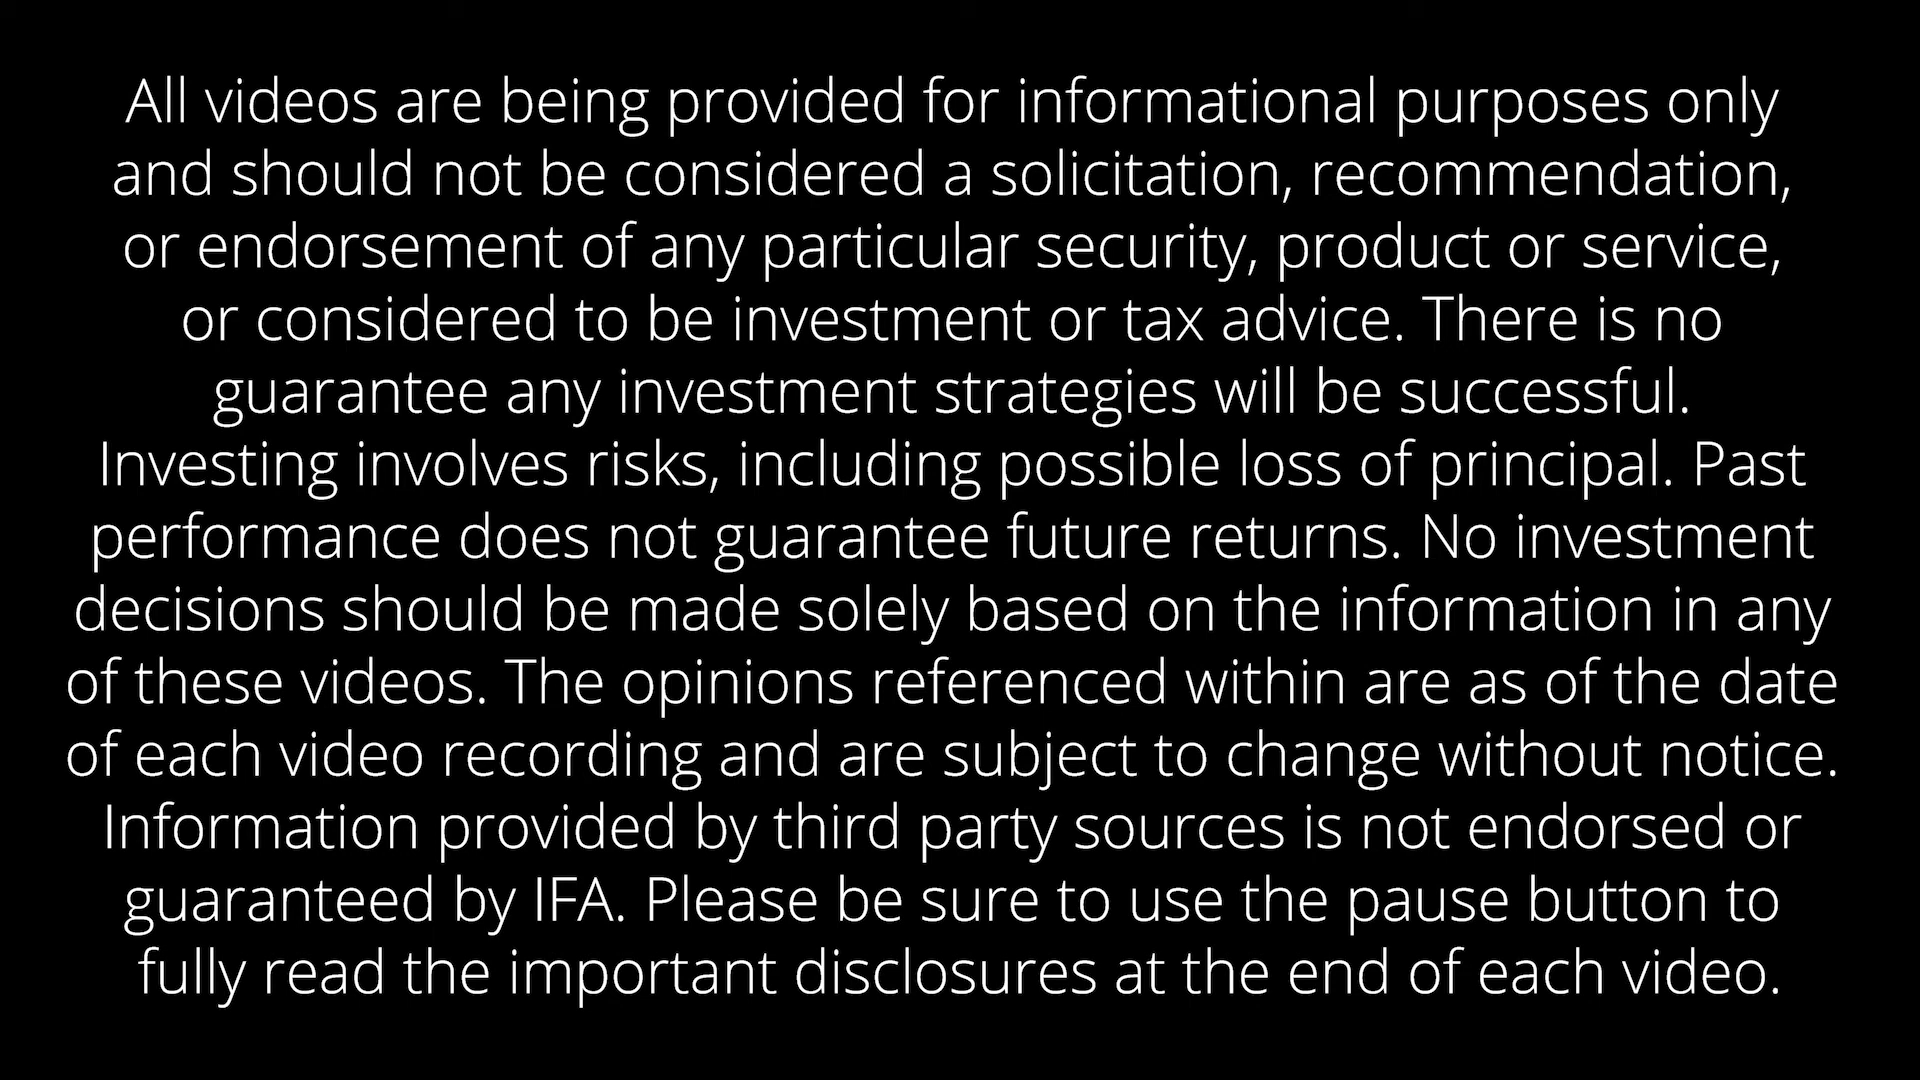 All videos are being provided for informational purposes only
and should not be considered a solicitation, recommendation,
or endorsement of any particular security, product or service,
or considered to be investment or tax advice. There is no
guarantee any investment strategies will be successful.
Investing involves risks, including possible loss of principal. Past
performance does not guarantee future returns. No investment
decisions should be made solely based on the information in any
of these videos. The opinions referenced within are as of the date
of each video recording and are subject to change without notice.
Information provided by third party sources is not endorsed or
guaranteed by IFA. Please be sure to use the pause button to
fully read the important disclosures at the end of each video.